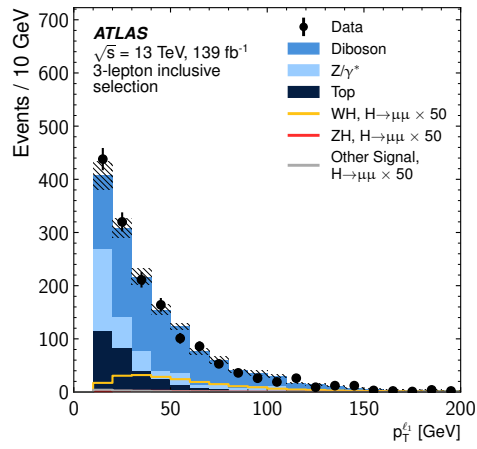 ATLAS
√s = 13 TeV, 139 fb⁻¹
3-lepton inclusive
selection
Data
Diboson
Z/γ*
Top
WH, H→μμ × 50
ZH, H→μμ × 50
Other Signal,
H→μμ × 50
Events / 10 GeV
700
600
500
400
300
200
100
0
0 50 100 150 200
p_T^ℓ₁ [GeV]